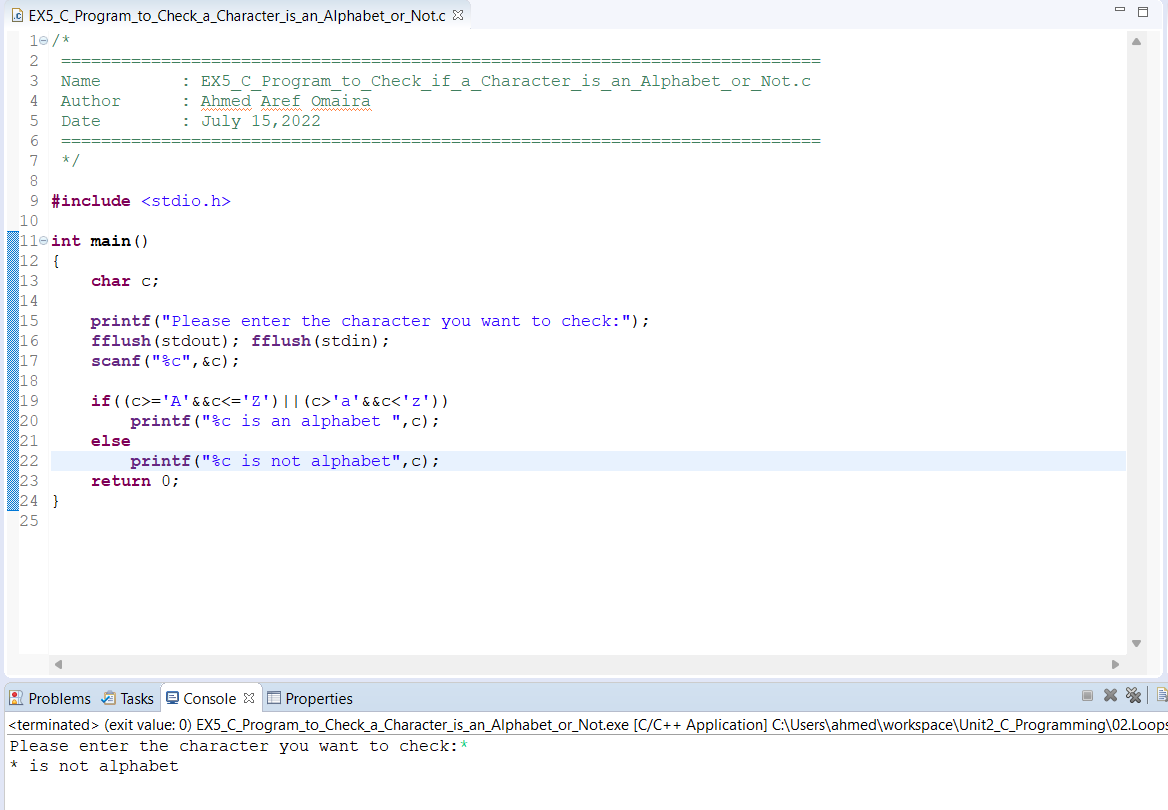 EX5_C_Program_to_Check_a_Character_is_an_Alphabet_or_Not.c
1 /*
2 ============================================================================
3 Name        : EX5_C_Program_to_Check_if_a_Character_is_an_Alphabet_or_Not.c
4 Author      : Ahmed Aref Omaira
5 Date        : July 15,2022
6 ============================================================================
7 */
8
9 #include <stdio.h>
10
11 int main()
12 {
13     char c;
14
15     printf("Please enter the character you want to check:");
16     fflush(stdout); fflush(stdin);
17     scanf("%c",&c);
18
19     if((c>='A'&&c<='Z')||(c>'a'&&c<'z'))
20         printf("%c is an alphabet ",c);
21     else
22         printf("%c is not alphabet",c);
23     return 0;
24 }
25
Problems Tasks Console Properties
<terminated> (exit value: 0) EX5_C_Program_to_Check_a_Character_is_an_Alphabet_or_Not.exe [C/C++ Application] C:\Users\ahmed\workspace\Unit2_C_Programming\02.Loops
Please enter the character you want to check:*
* is not alphabet